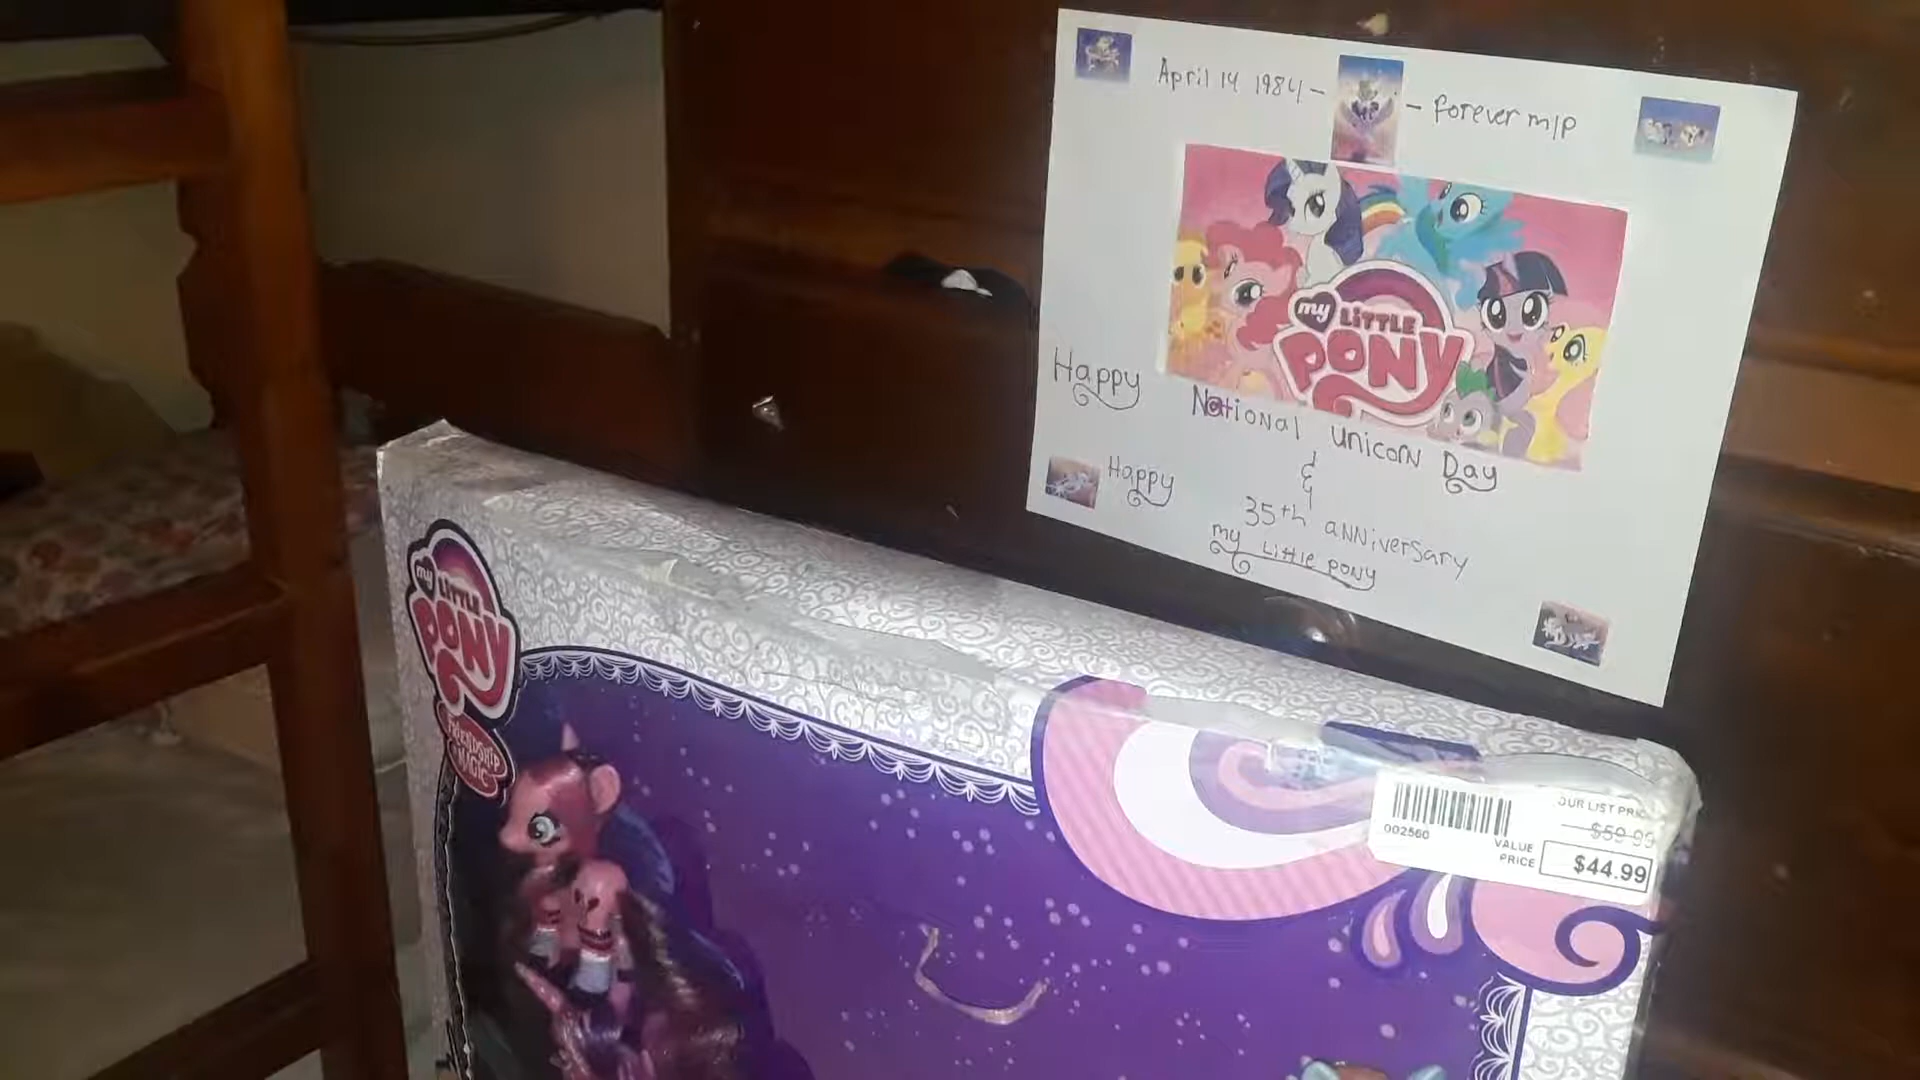 April 14 1984 - - forever mlp
my LITTLE PONY
Happy
National unicorn Day
&
Happy
35th anniversary
my Little pony
my LITTLE PONY
FRIENDSHIP is MAGIC
002560
OUR LIST PRICE
$59.99
VALUE PRICE
$44.99